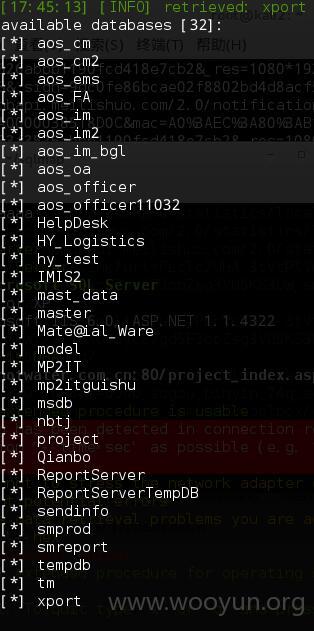 [17:45:13] [INFO] retrieved: xport
available databases [32]:
[*] aos_cm
[*] aos_cm2
[*] aos_ems
[*] aos_FA
[*] aos_im
[*] aos_im2
[*] aos_im_bgl
[*] aos_oa
[*] aos_officer
[*] aos_officer11032
[*] HelpDesk
[*] HY_Logistics
[*] hy_test
[*] IMIS2
[*] mast_data
[*] master
[*] Mate@ial_Ware
[*] model
[*] MP2IT
[*] mp2itguishu
[*] msdb
[*] nbtj
[*] project
[*] Qianbo
[*] ReportServer
[*] ReportServerTempDB
[*] sendinfo
[*] smprod
[*] smreport
[*] tempdb
[*] tm
[*] xport
www.wooyun.org